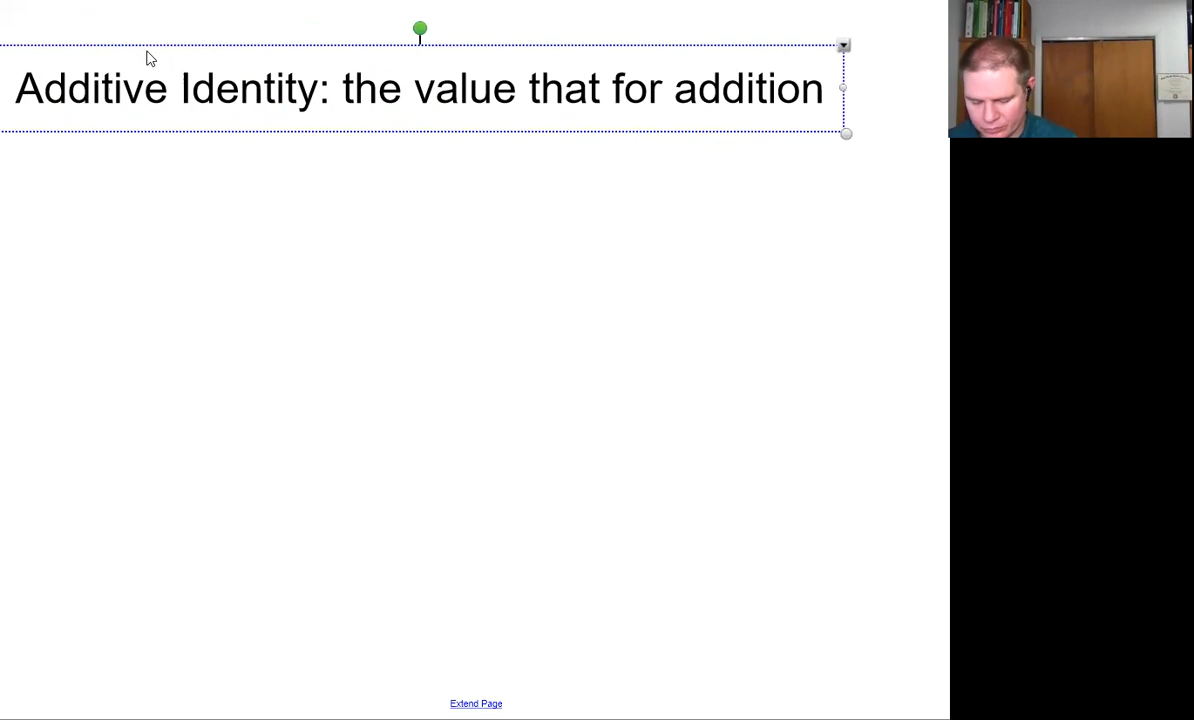 Additive Identity: the value that for addition
Extend Page